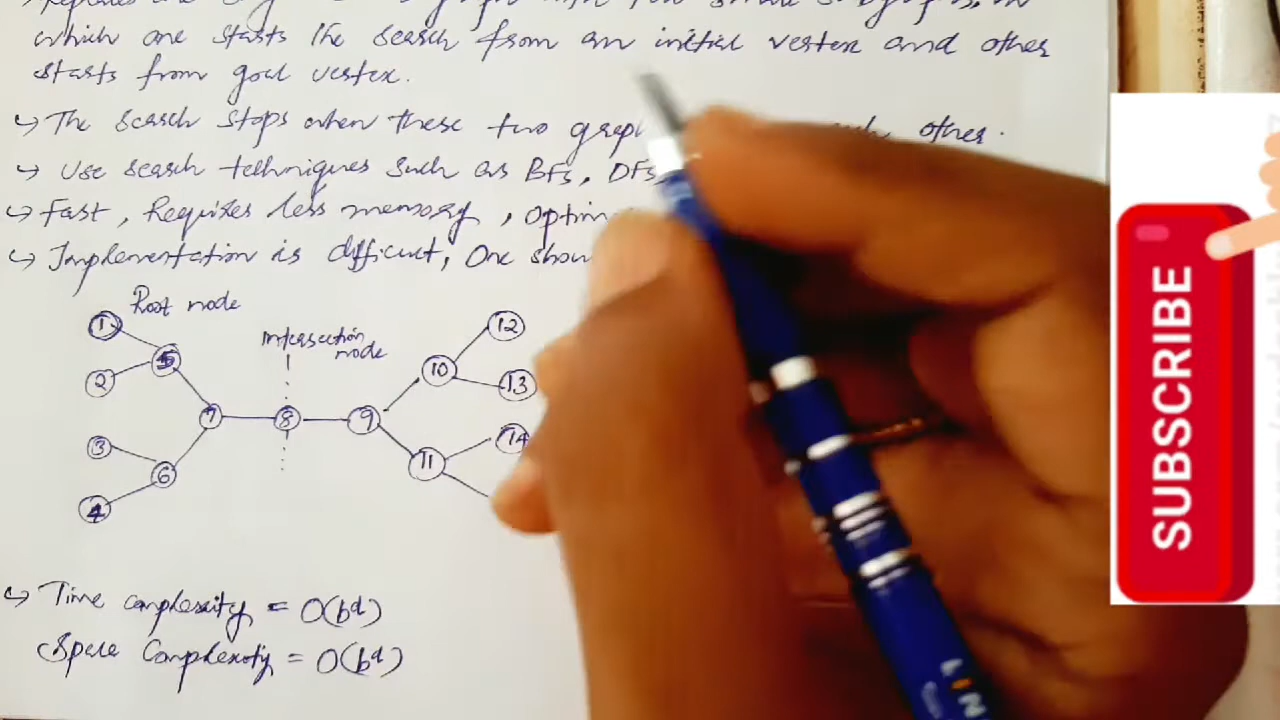 which one starts the search from an initial vertex and other
starts from goal vertex.
↳ The search stops when these two graph other.
↳ Use search techniques such as BFS, DFS,
↳ Fast, Requires less memory, Optim
↳ Implementation is difficult, One shou
Root node
Intersection
node
1
12
5
10
2
13
7
8
9
3
14
6
11
4
↳ Time complexity = O(b^d)
Space Complexity = O(b^d)
LIN
SUBSCRIBE